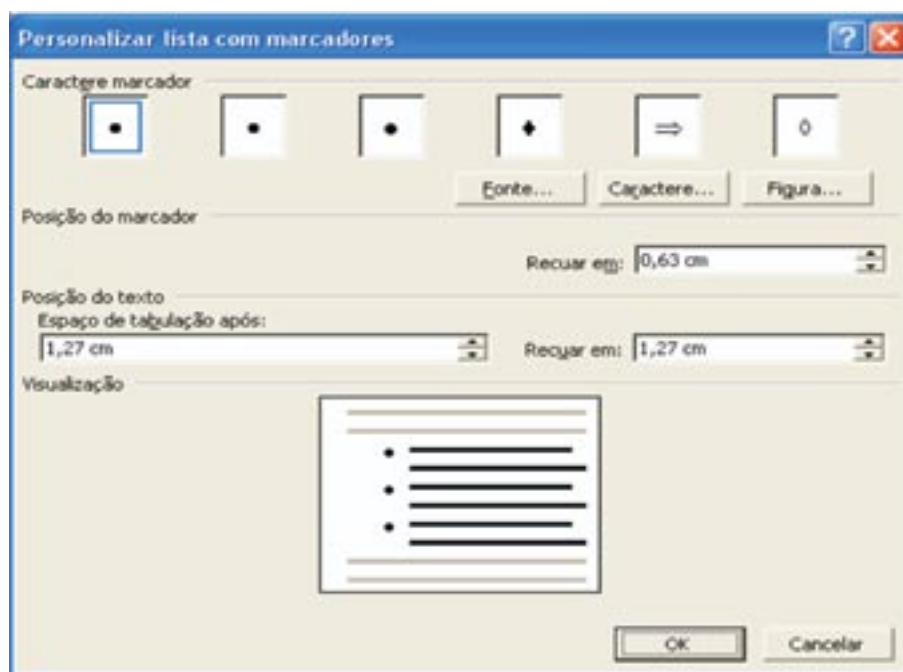 Personalizar lista com marcadores
Caractere marcador
Fonte... Caractere... Figura...
Posição do marcador
Recuar em: 0,63 cm
Posição do texto
Espaço de tabulação após:
1,27 cm Recuar em: 1,27 cm
Visualização
OK Cancelar